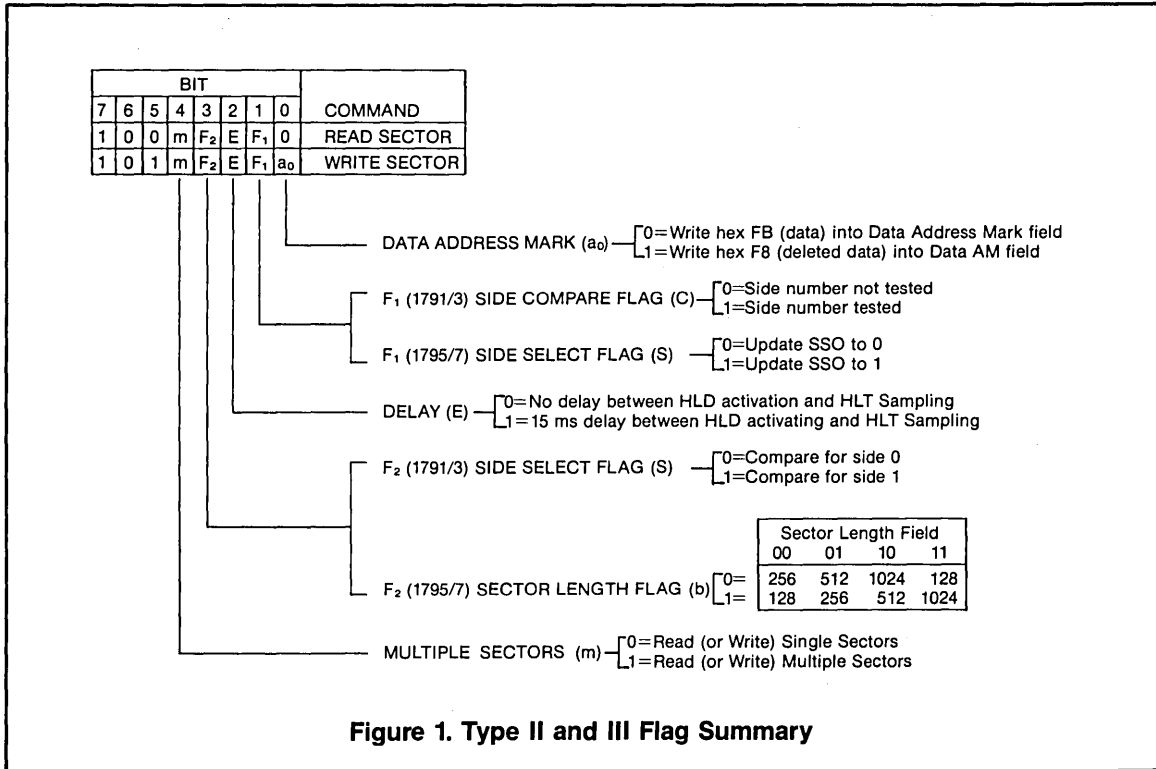 BIT
7 6 5 4 3 2 1 0 COMMAND
1 0 0 m F₂ E F₁ 0 READ SECTOR
1 0 1 m F₂ E F₁ a₀ WRITE SECTOR
DATA ADDRESS MARK (a₀) 0=Write hex FB (data) into Data Address Mark field
1=Write hex F8 (deleted data) into Data AM field
F₁ (1791/3) SIDE COMPARE FLAG (C) 0=Side number not tested
1=Side number tested
F₁ (1795/7) SIDE SELECT FLAG (S) 0=Update SSO to 0
1=Update SSO to 1
DELAY (E) 0=No delay between HLD activation and HLT Sampling
1=15 ms delay between HLD activating and HLT Sampling
F₂ (1791/3) SIDE SELECT FLAG (S) 0=Compare for side 0
1=Compare for side 1
Sector Length Field
00 01 10 11
F₂ (1795/7) SECTOR LENGTH FLAG (b) 0= 256 512 1024 128
1= 128 256 512 1024
MULTIPLE SECTORS (m) 0=Read (or Write) Single Sectors
1=Read (or Write) Multiple Sectors
Figure 1. Type II and III Flag Summary